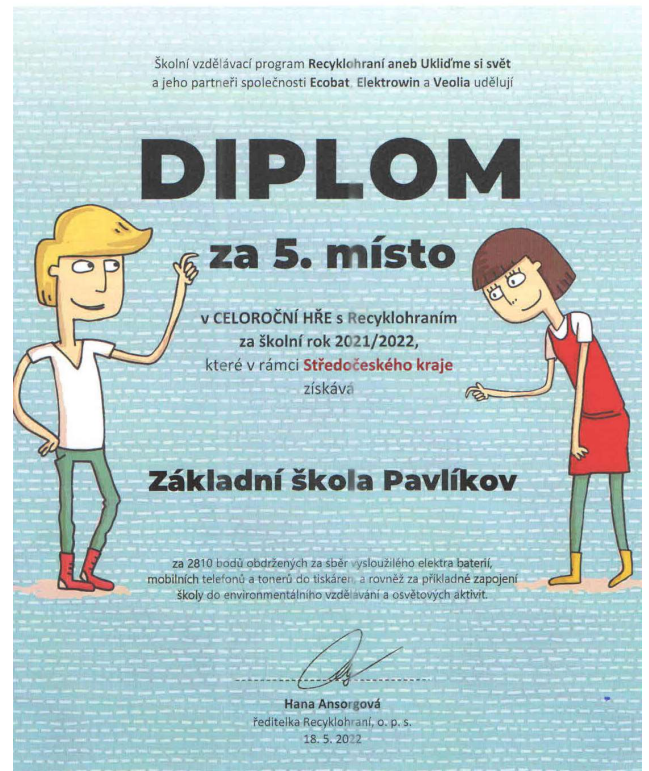 Školní vzdělávací program Recyklohraní aneb Ukliďme si svět
a jeho partneři společnosti Ecobat, Elektrowin a Veolia udělují
DIPLOM
za 5. místo
v CELOROČNÍ HŘE s Recyklohraním
za školní rok 2021/2022,
které v rámci Středočeského kraje
získává
Základní škola Pavlíkov
za 2810 bodů obdržených za sběr vysloužilého elektra baterií,
mobilních telefonů a tonerů do tiskáren, a rovněž za příkladné zapojení
školy do environmentálního vzdělávání a osvětových aktivit.
Hana Ansorgová
ředitelka Recyklohraní, o. p. s.
18. 5. 2022